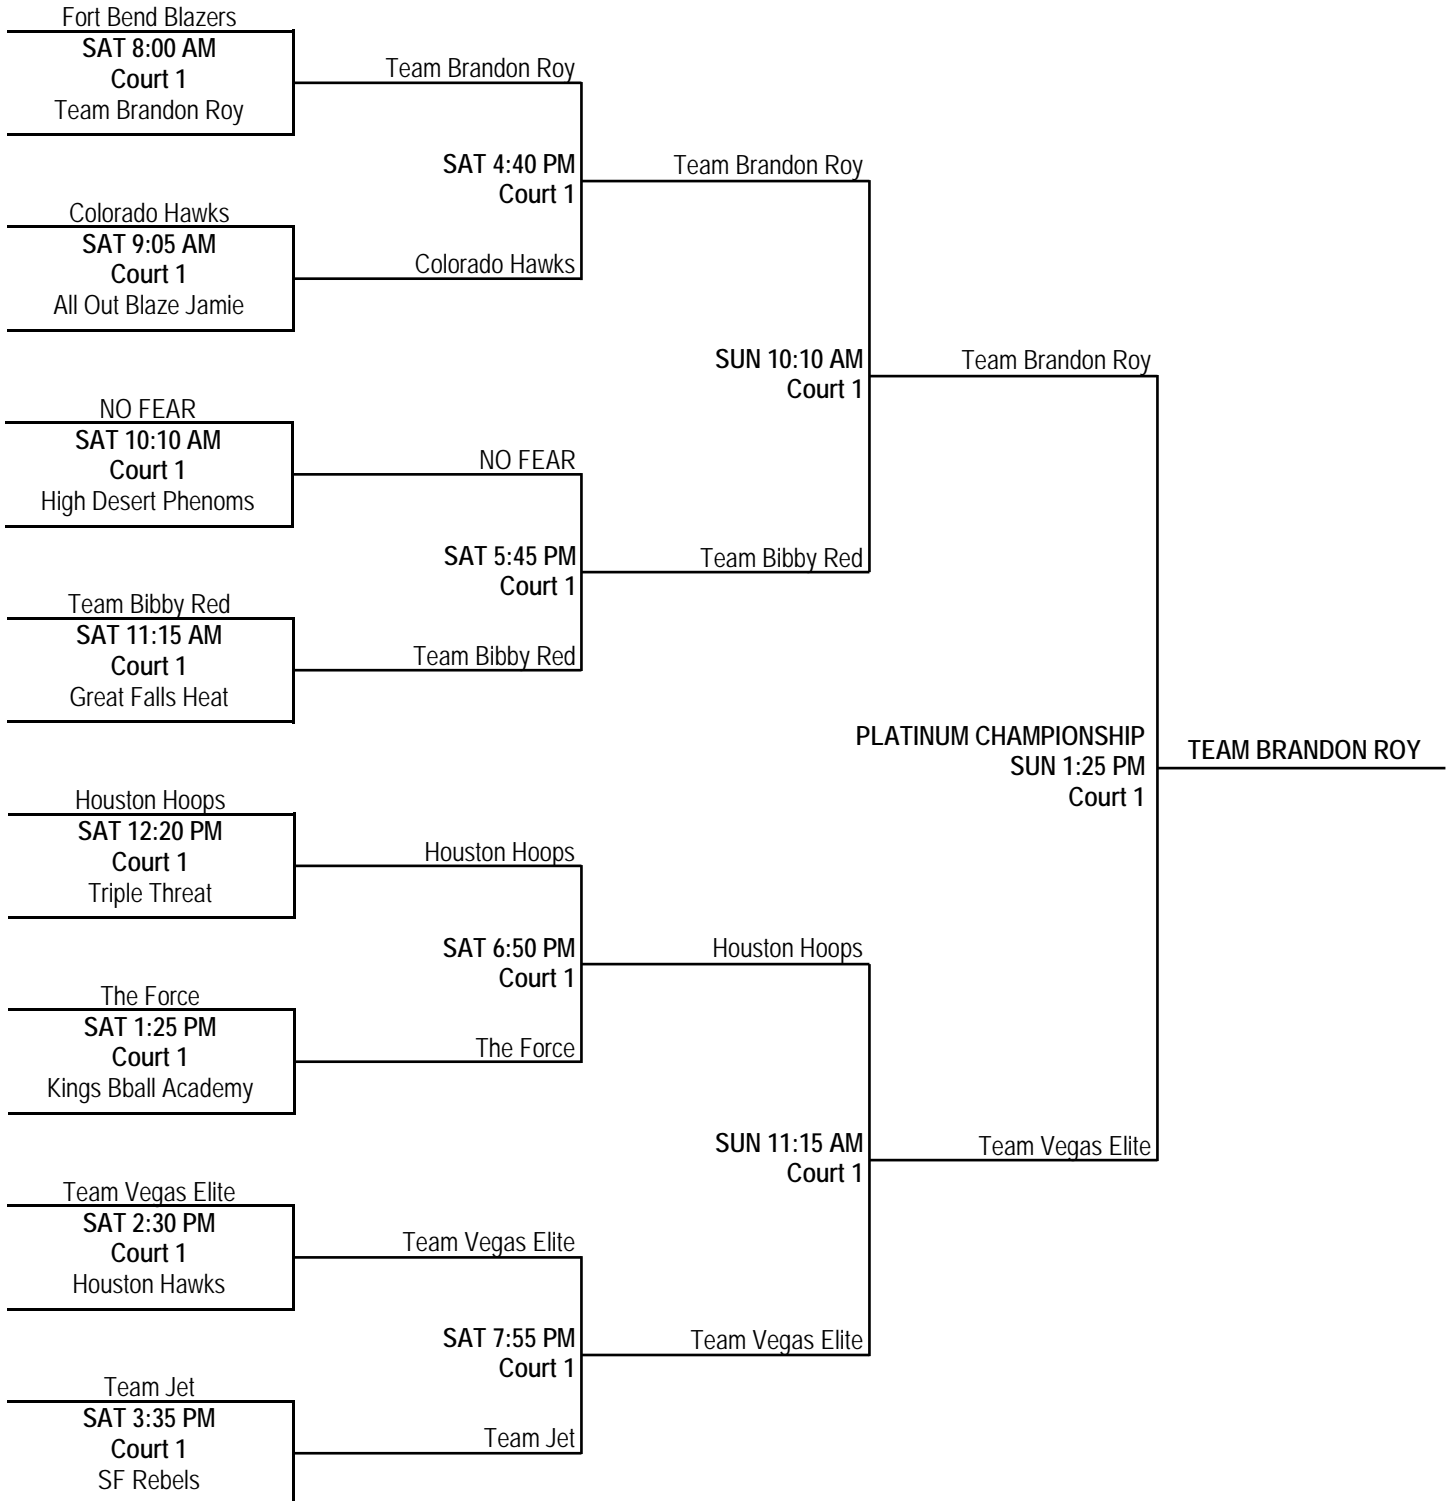 Fort Bend Blazers
SAT 8:00 AM
Court 1
Team Brandon Roy
Colorado Hawks
SAT 9:05 AM
Court 1
All Out Blaze Jamie
NO FEAR
SAT 10:10 AM
Court 1
High Desert Phenoms
Team Bibby Red
SAT 11:15 AM
Court 1
Great Falls Heat
Houston Hoops
SAT 12:20 PM
Court 1
Triple Threat
The Force
SAT 1:25 PM
Court 1
Kings Bball Academy
Team Vegas Elite
SAT 2:30 PM
Court 1
Houston Hawks
Team Jet
SAT 3:35 PM
Court 1
SF Rebels
Team Brandon Roy
SAT 4:40 PM
Court 1
Colorado Hawks
NO FEAR
SAT 5:45 PM
Court 1
Team Bibby Red
Houston Hoops
SAT 6:50 PM
Court 1
The Force
Team Vegas Elite
SAT 7:55 PM
Court 1
Team Jet
Team Brandon Roy
SUN 10:10 AM
Court 1
Team Bibby Red
Houston Hoops
SUN 11:15 AM
Court 1
Team Vegas Elite
Team Brandon Roy
PLATINUM CHAMPIONSHIP
SUN 1:25 PM
Court 1
Team Vegas Elite
TEAM BRANDON ROY